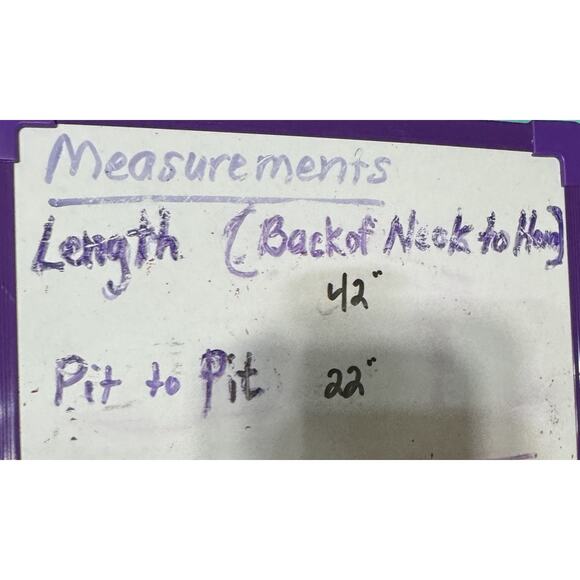 Measurements
Length (Back of Neck to Hem)
42"
Pit to Pit 22"